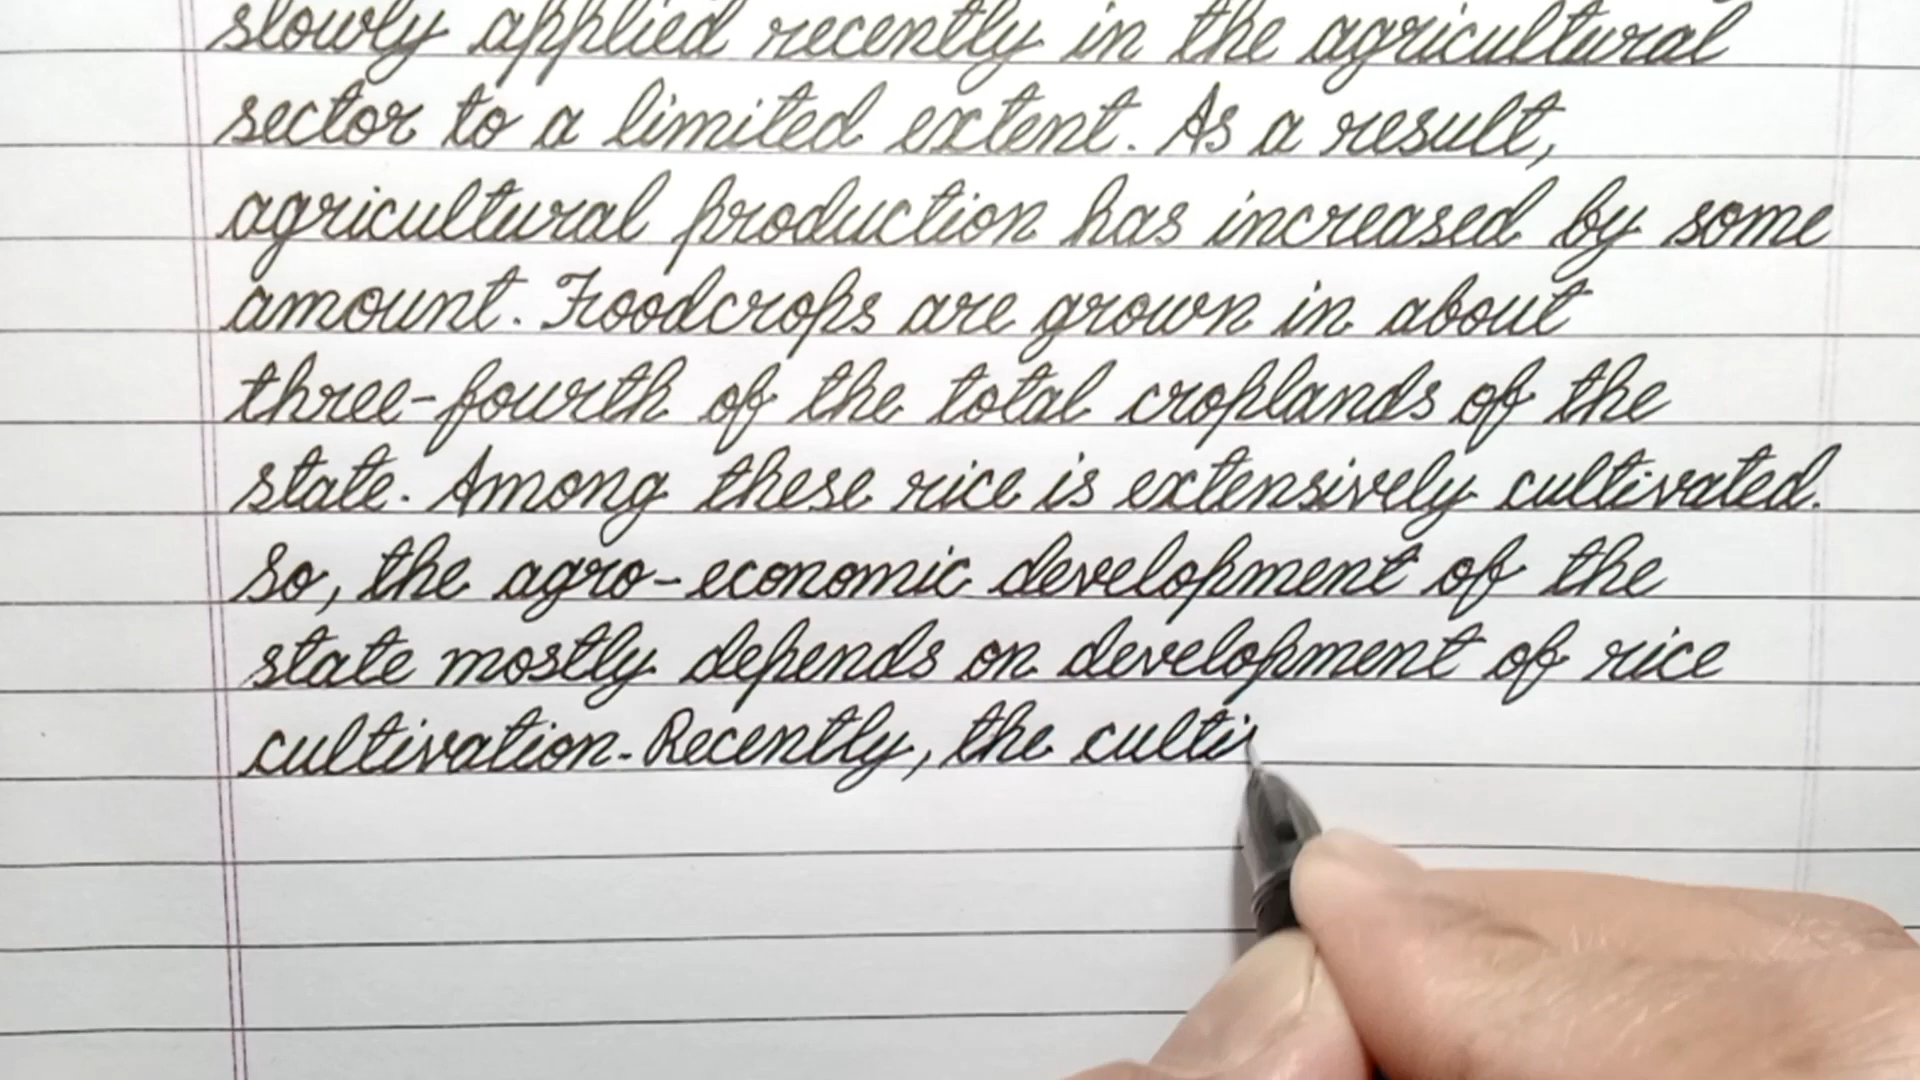 slowly applied recently in the agricultural
sector to a limited extent. As a result,
agricultural production has increased by some
amount. Foodcrops are grown in about
three-fourth of the total croplands of the
state. Among these rice is extensively cultivated.
So, the agro-economic development of the
state mostly depends on development of rice
cultivation. Recently, the culti